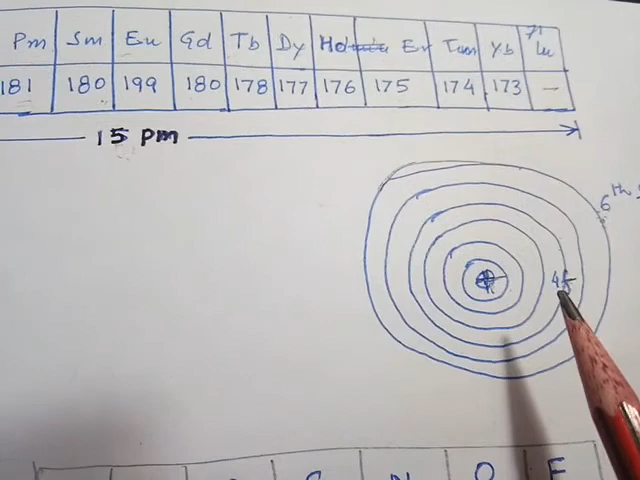 Pm Sm Eu Gd Tb Dy Ho Er Tum Yb 71 Lu
181 180 199 180 178 177 176 175 174 173 —
15 pm
6th
4f
C N O F